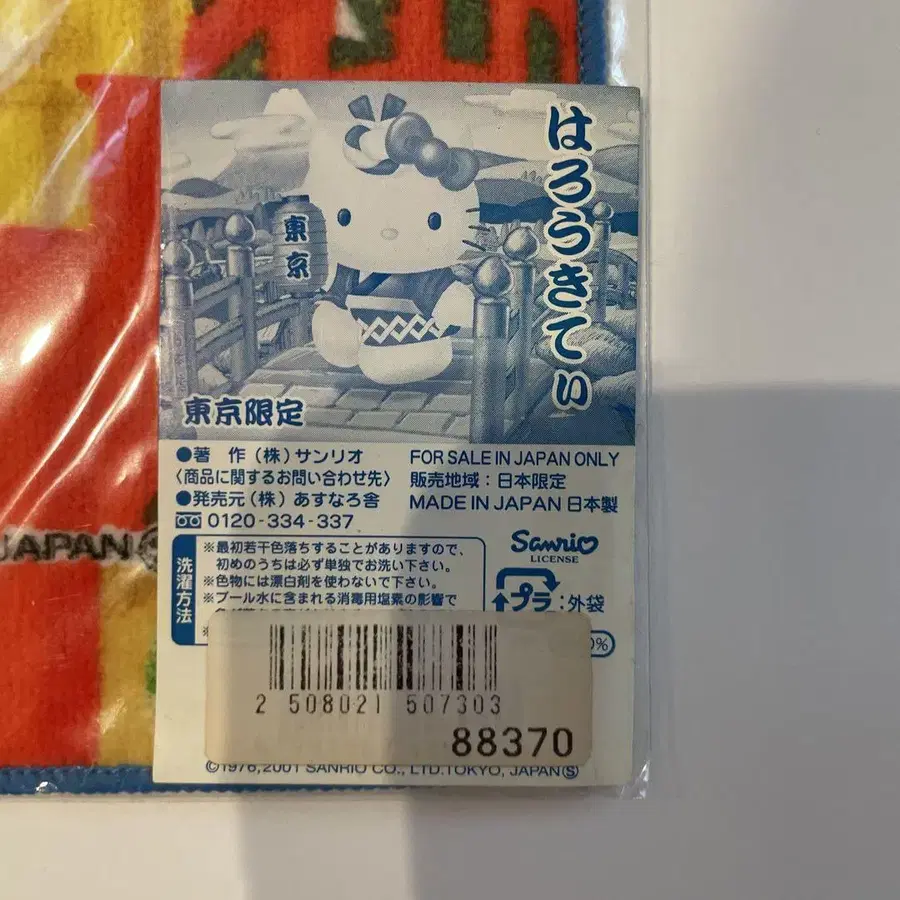 はろうきてぃ
東京
東京限定
●著 作(株)サンリオ
〈商品に関するお問い合わせ先〉
●発売元(株)あすなろ舎
0120-334-337
FOR SALE IN JAPAN ONLY
販売地域:日本限定
MADE IN JAPAN 日本製
洗濯方法
※最初若干色落ちすることがありますので、
初めのうちは必ず単独でお洗い下さい。
※色物には漂白剤を使わないで下さい。
※プール水に含まれる消毒用塩素の影響で
Sanrio
LICENSE
プラ:外袋
0%
2 508021 507303
88370
©1976,2001 SANRIO CO., LTD.TOKYO, JAPANⓈ
JAPAN